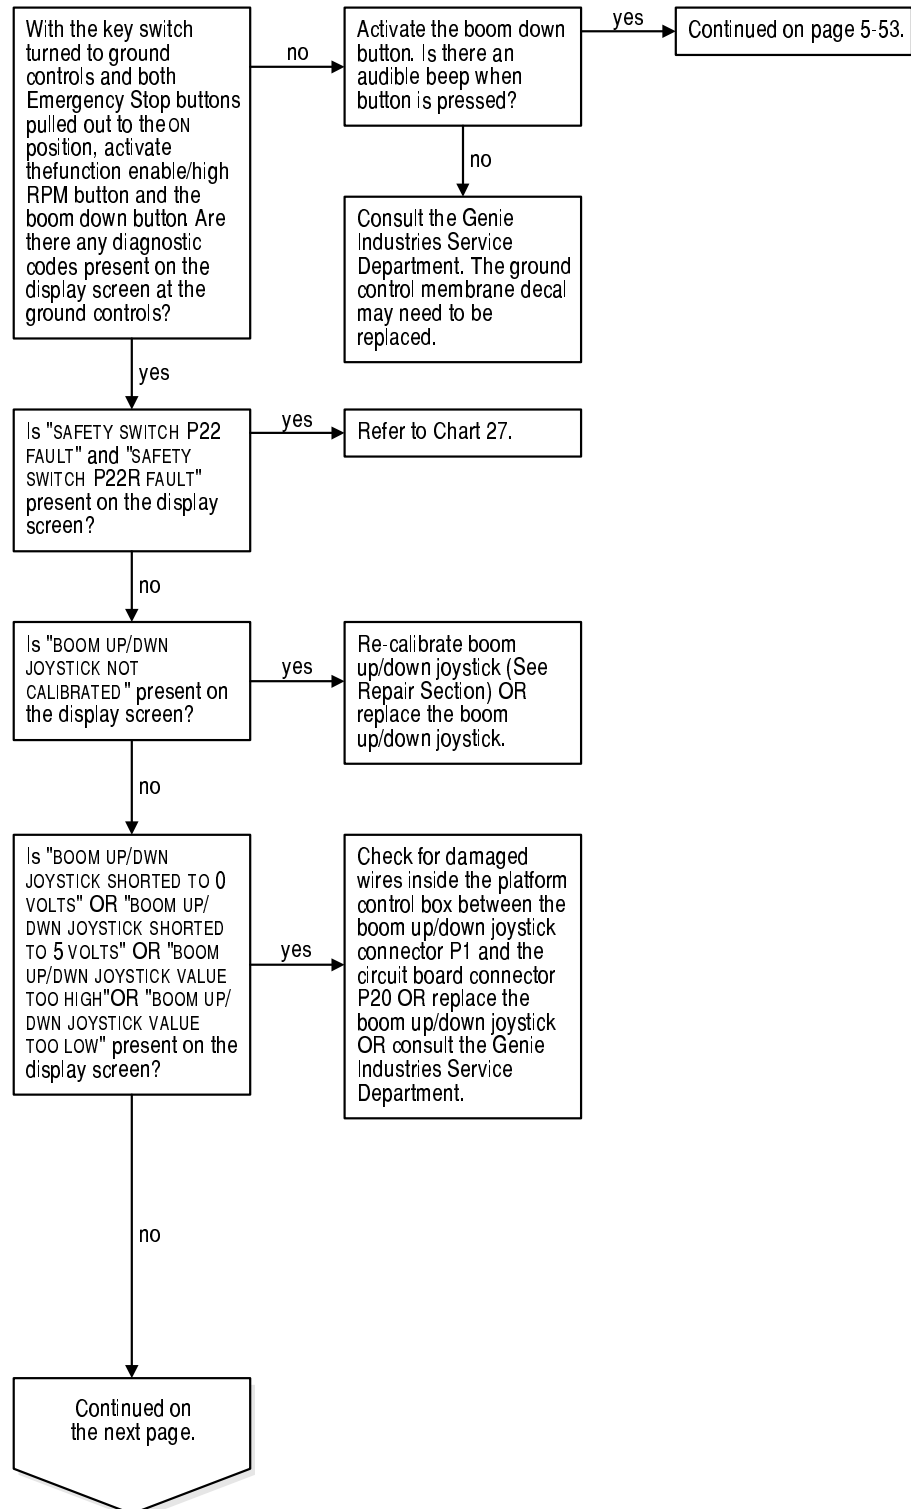 With the key switch
turned to ground
controls and both
Emergency Stop buttons
pulled out to the ON
position, activate
thefunction enable/high
RPM button and the
boom down button. Are
there any diagnostic
codes present on the
display screen at the
ground controls?
no
Activate the boom down
button. Is there an
audible beep when
button is pressed?
yes
Continued on page 5-53.
no
Consult the Genie
Industries Service
Department. The ground
control membrane decal
may need to be
replaced.
yes
Is "SAFETY SWITCH P22
FAULT" and "SAFETY
SWITCH P22R FAULT"
present on the display
screen?
yes
Refer to Chart 27.
no
Is "BOOM UP/DWN
JOYSTICK NOT
CALIBRATED" present on
the display screen?
yes
Re-calibrate boom
up/down joystick (See
Repair Section) OR
replace the boom
up/down joystick.
no
Is "BOOM UP/DWN
JOYSTICK SHORTED TO 0
VOLTS" OR "BOOM UP/
DWN JOYSTICK SHORTED
TO 5 VOLTS" OR "BOOM
UP/DWN JOYSTICK VALUE
TOO HIGH"OR "BOOM UP/
DWN JOYSTICK VALUE
TOO LOW" present on the
display screen?
yes
Check for damaged
wires inside the platform
control box between the
boom up/down joystick
connector P1 and the
circuit board connector
P20 OR replace the
boom up/down joystick
OR consult the Genie
Industries Service
Department.
no
Continued on
the next page.